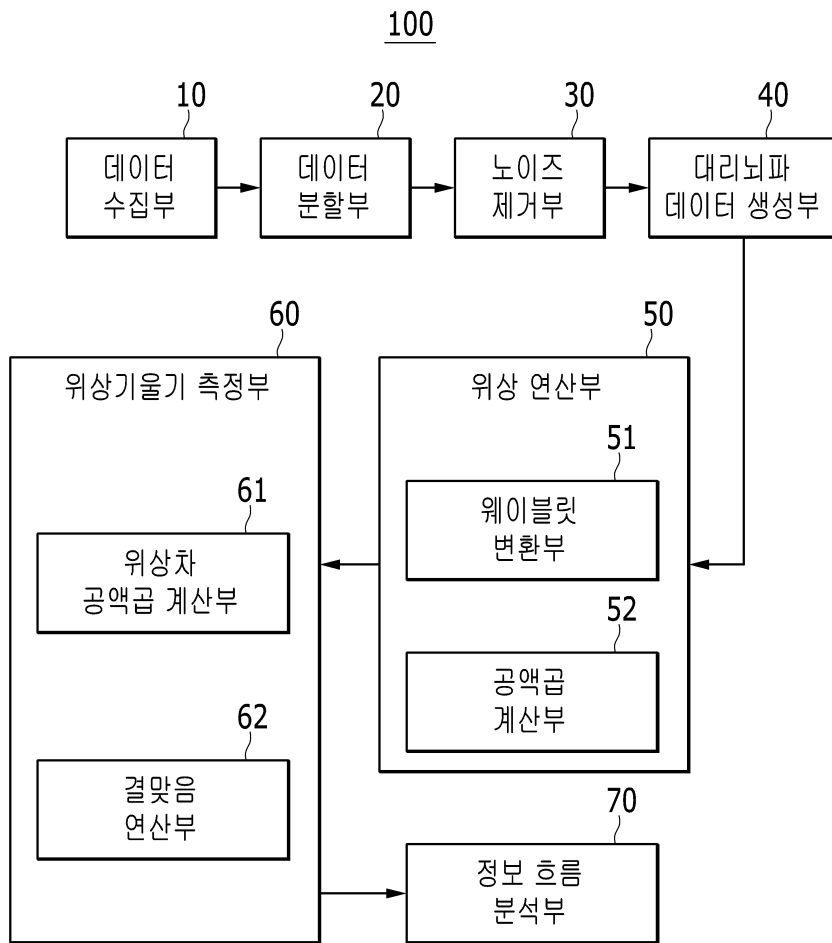 100
10
데이터
수집부
20
데이터
분할부
30
노이즈
제거부
40
대리뇌파
데이터 생성부
60
위상기울기 측정부
61
위상차
공액곱 계산부
62
결맞음
연산부
50
위상 연산부
51
웨이블릿
변환부
52
공액곱
계산부
70
정보 흐름
분석부